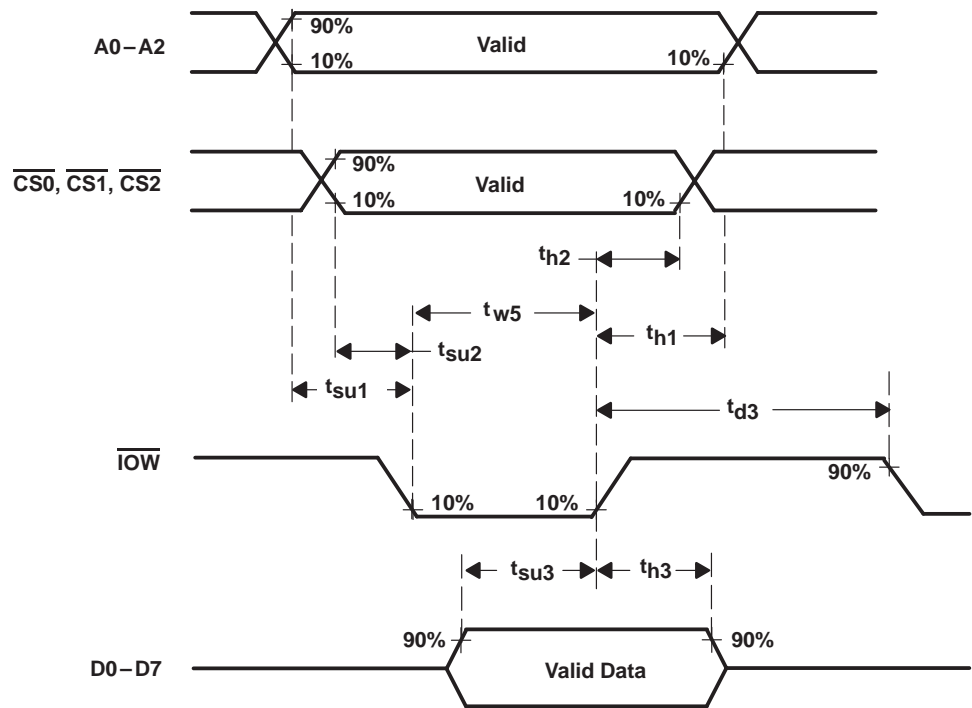 A0–A2
90%
10%
Valid
10%
CS0, CS1, CS2
90%
10%
Valid
10%
th2
tw5
th1
tsu2
tsu1
td3
IOW
10%
10%
90%
tsu3
th3
90%
90%
D0–D7
Valid Data